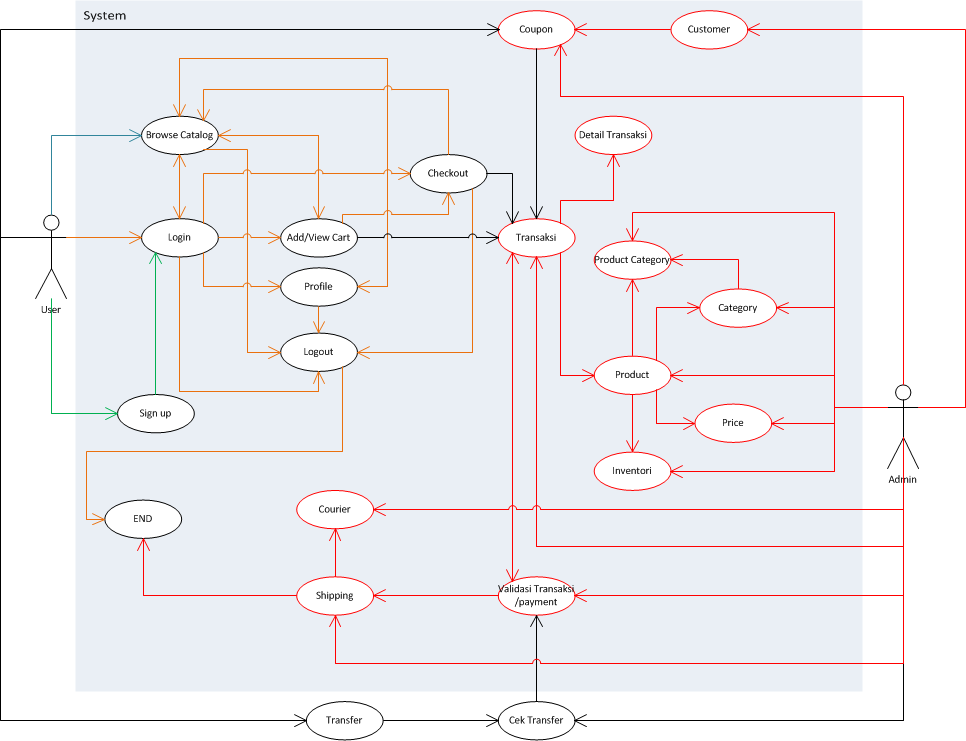 System
Coupon
Customer
Browse Catalog
Detail Transaksi
Checkout
Login
Add/View Cart
Transaksi
Product Category
Profile
User
Category
Logout
Product
Sign up
Price
Inventori
Admin
Courier
END
Shipping
Validasi Transaksi
/payment
Transfer
Cek Transfer